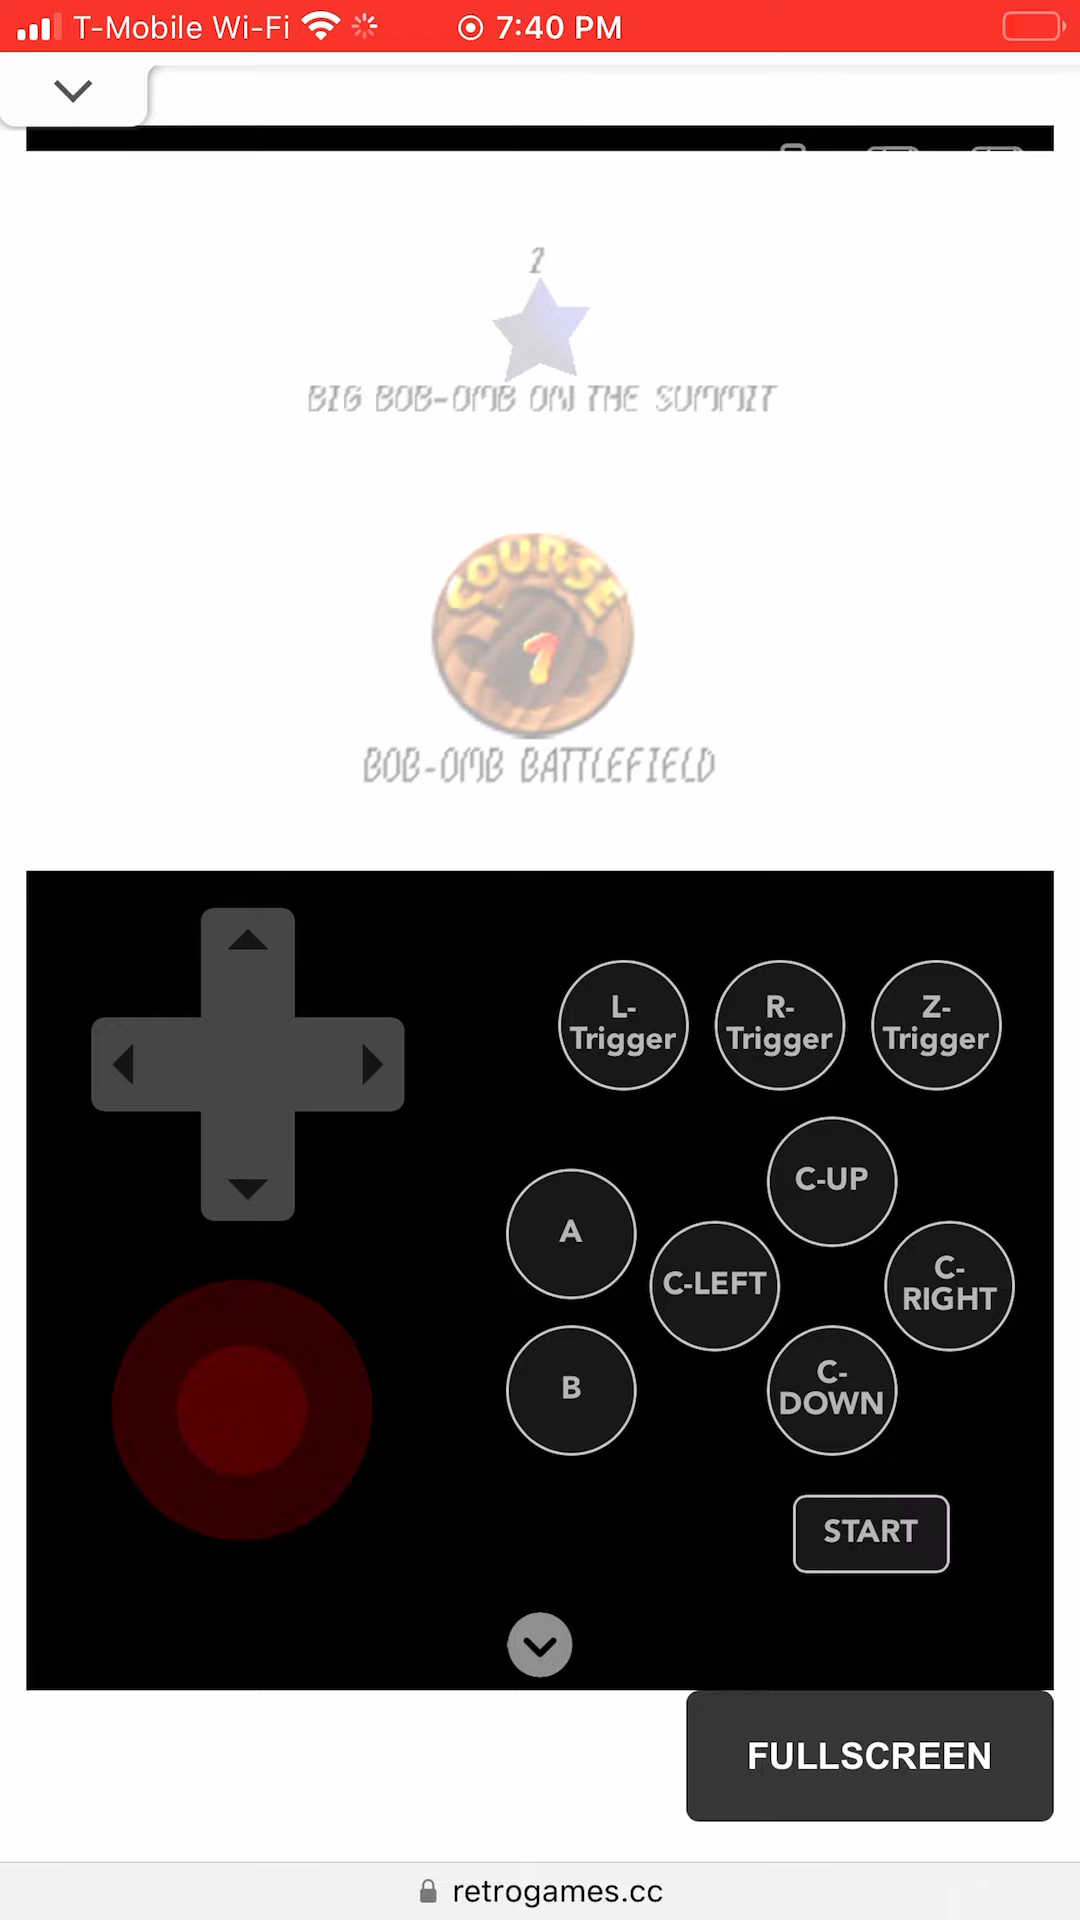 T-Mobile Wi-Fi 7:40 PM
1
BIG BOB-OMB ON THE SUMMIT
COURSE
1
BOB-OMB BATTLEFIELD
L-
Trigger
R-
Trigger
Z-
Trigger
C-UP
A
C-LEFT
C-
RIGHT
B
C-
DOWN
START
FULLSCREEN
retrogames.cc